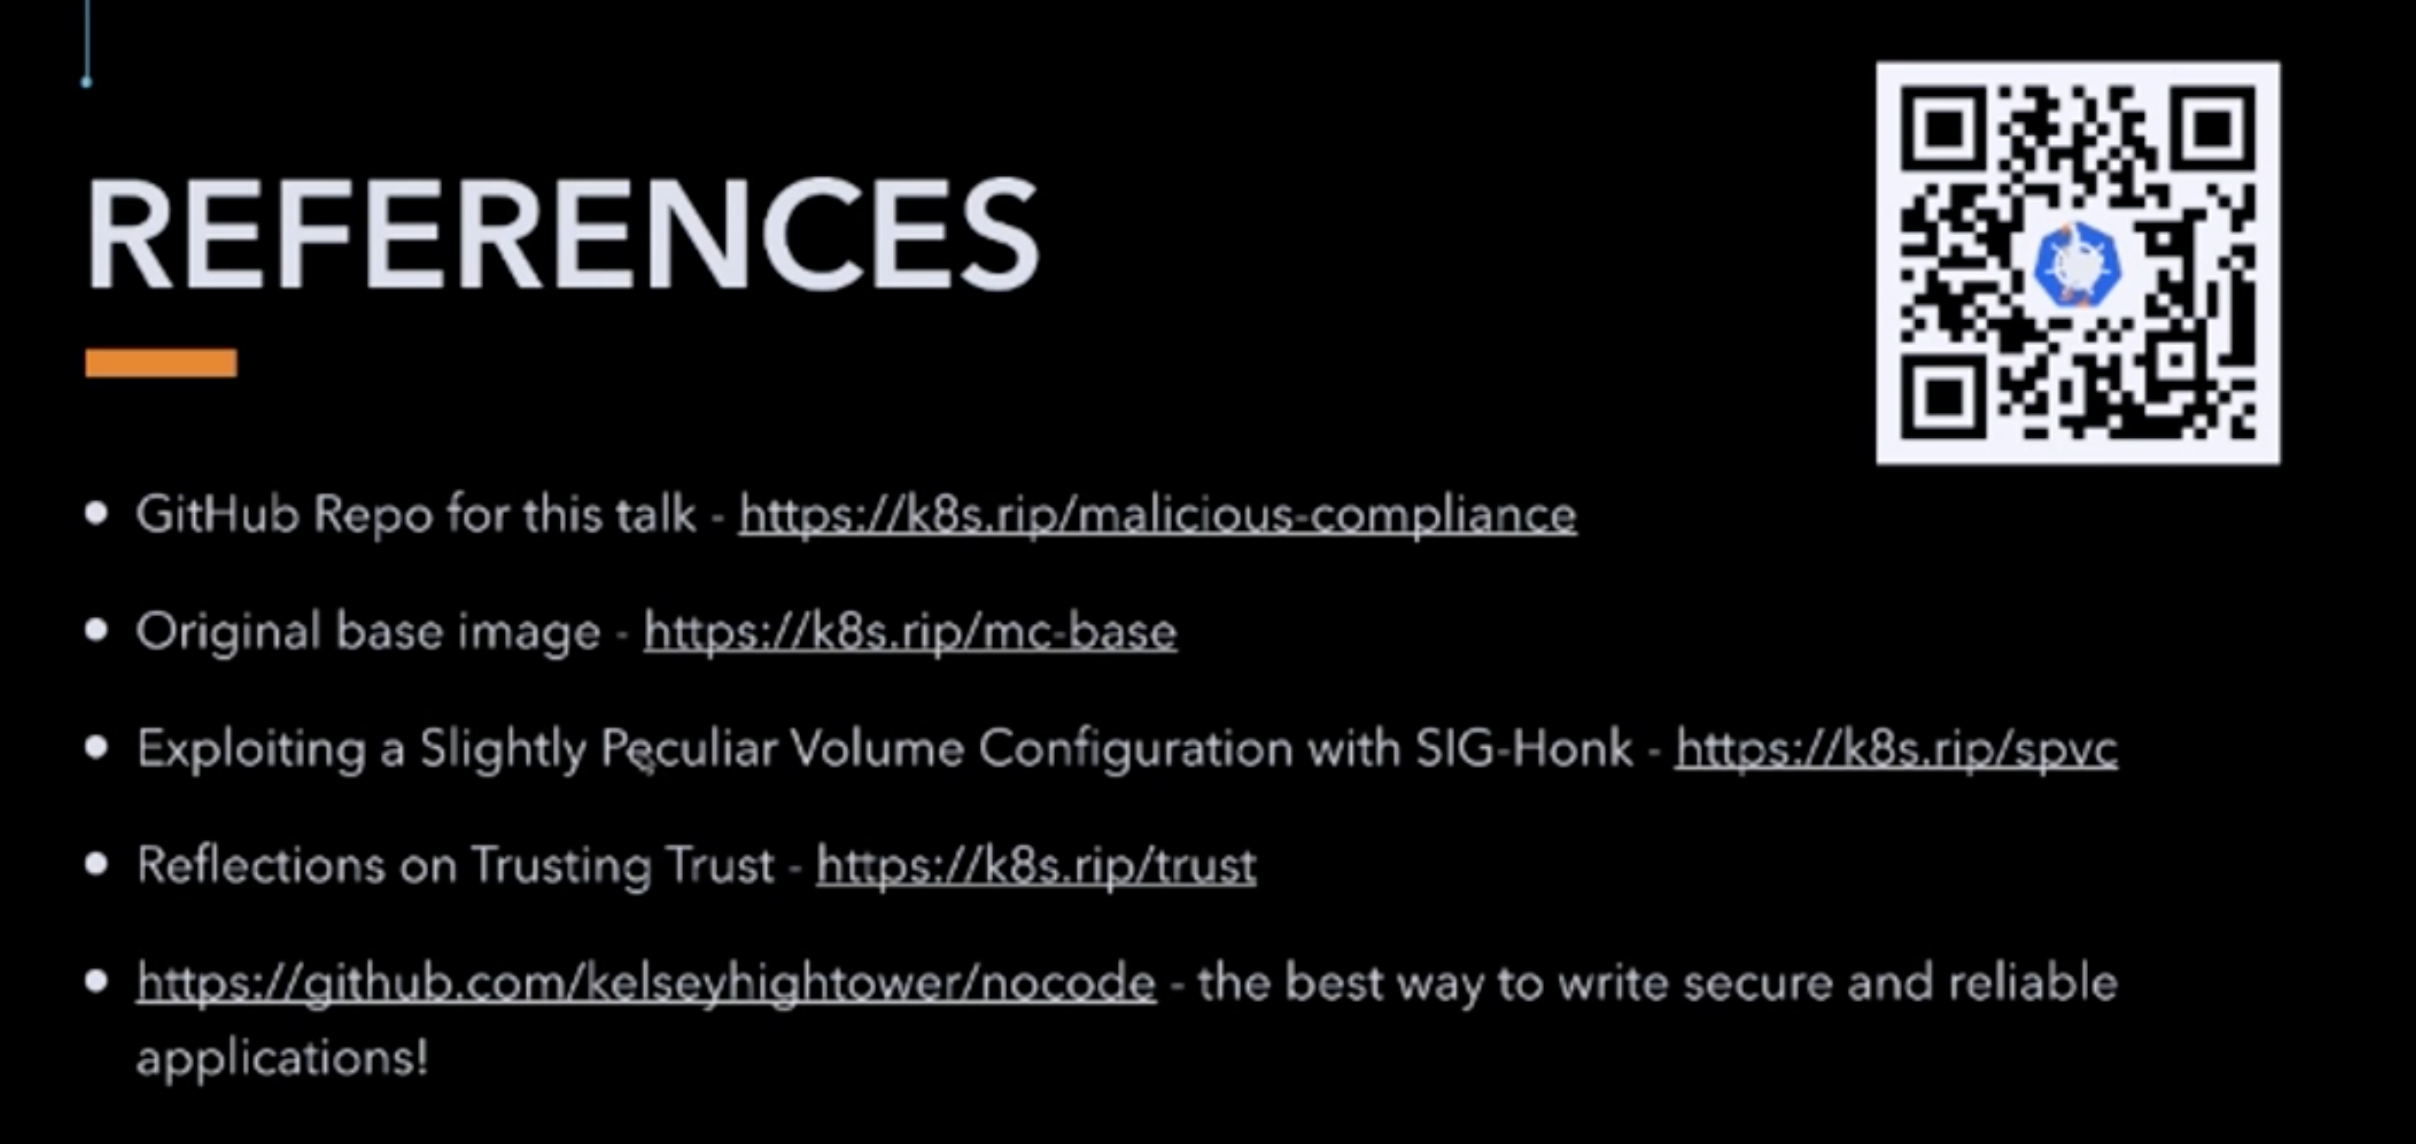 REFERENCES
GitHub Repo for this talk - https://k8s.rip/malicious-compliance
Original base image - https://k8s.rip/mc-base
Exploiting a Slightly Peculiar Volume Configuration with SIG-Honk - https://k8s.rip/spvc
Reflections on Trusting Trust - https://k8s.rip/trust
https://github.com/kelseyhightower/nocode - the best way to write secure and reliable
applications!